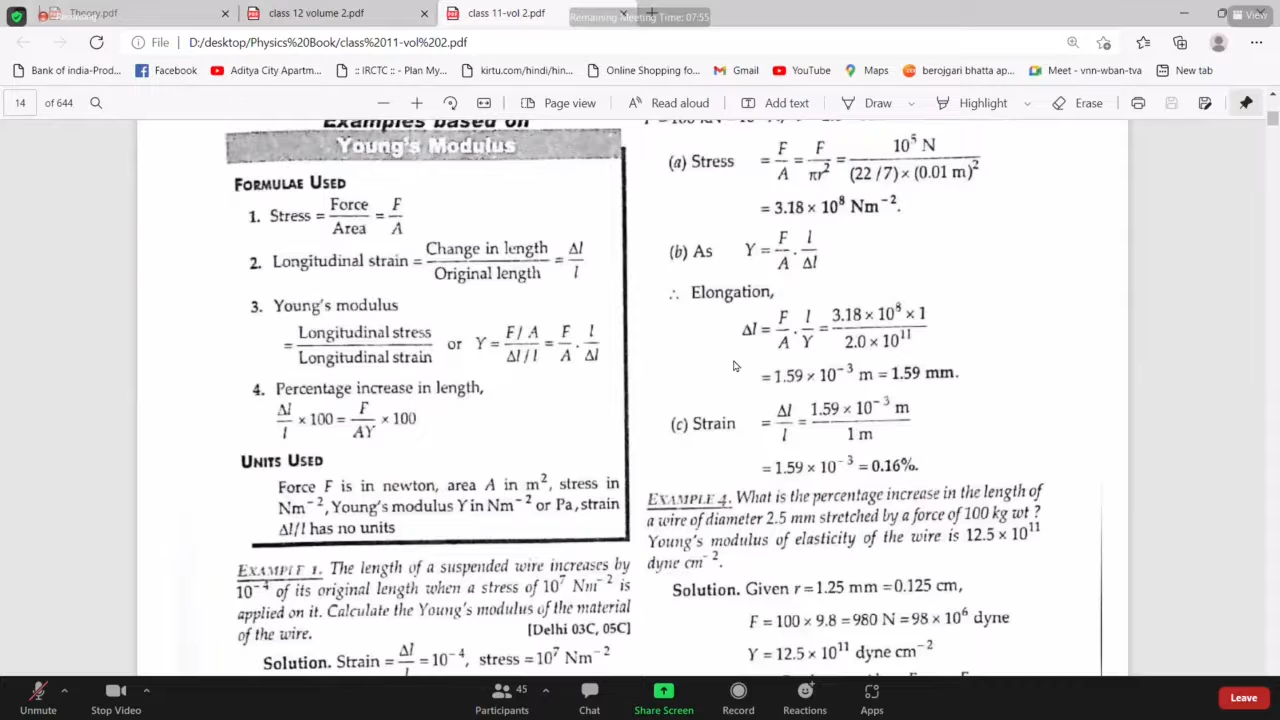 Recording
Theory.pdf
class 12 volume 2.pdf
class 11-vol 2.pdf
Remaining Meeting Time: 07:55
View
File
D:/desktop/Physics%20Book/class%2011-vol%202.pdf
Bank of india-Prod...
Facebook
Aditya City Apartm...
:: IRCTC :: - Plan My...
kirtu.com/hindi/hin...
Online Shopping fo...
Gmail
YouTube
Maps
berojgari bhatta ap...
Meet - vnn-wban-tva
New tab
14 of 644
Page view
Read aloud
Add text
Draw
Highlight
Erase
Examples based on
Young's Modulus
FORMULAE USED
1. Stress = Force/Area = F/A
2. Longitudinal strain = Change in length/Original length = Δl/l
3. Young's modulus
= Longitudinal stress/Longitudinal strain or Y = (F/A)/(Δl/l) = F/A · l/Δl
4. Percentage increase in length,
Δl/l × 100 = F/AY × 100
UNITS USED
Force F is in newton, area A in m², stress in
Nm⁻², Young's modulus Y in Nm⁻² or Pa, strain
Δl/l has no units
EXAMPLE 1. The length of a suspended wire increases by
10⁻⁴ of its original length when a stress of 10⁷ Nm⁻² is
applied on it. Calculate the Young's modulus of the material
of the wire. [Delhi 03C, 05C]
Solution. Strain = Δl/l = 10⁻⁴, stress = 10⁷ Nm⁻²
(a) Stress = F/A = F/πr² = 10⁵ N/(22/7) × (0.01 m)²
= 3.18 × 10⁸ Nm⁻².
(b) As Y = F/A · l/Δl
∴ Elongation,
Δl = F/A · l/Y = 3.18 × 10⁸ × 1/2.0 × 10¹¹
= 1.59 × 10⁻³ m = 1.59 mm.
(c) Strain = Δl/l = 1.59 × 10⁻³ m/1 m
= 1.59 × 10⁻³ = 0.16%.
EXAMPLE 4. What is the percentage increase in the length of
a wire of diameter 2.5 mm stretched by a force of 100 kg wt ?
Young's modulus of elasticity of the wire is 12.5 × 10¹¹
dyne cm⁻².
Solution. Given r = 1.25 mm = 0.125 cm,
F = 100 × 9.8 = 980 N = 98 × 10⁶ dyne
Y = 12.5 × 10¹¹ dyne cm⁻²
Unmute
Stop Video
45
Participants
Chat
Share Screen
Record
Reactions
Apps
Leave